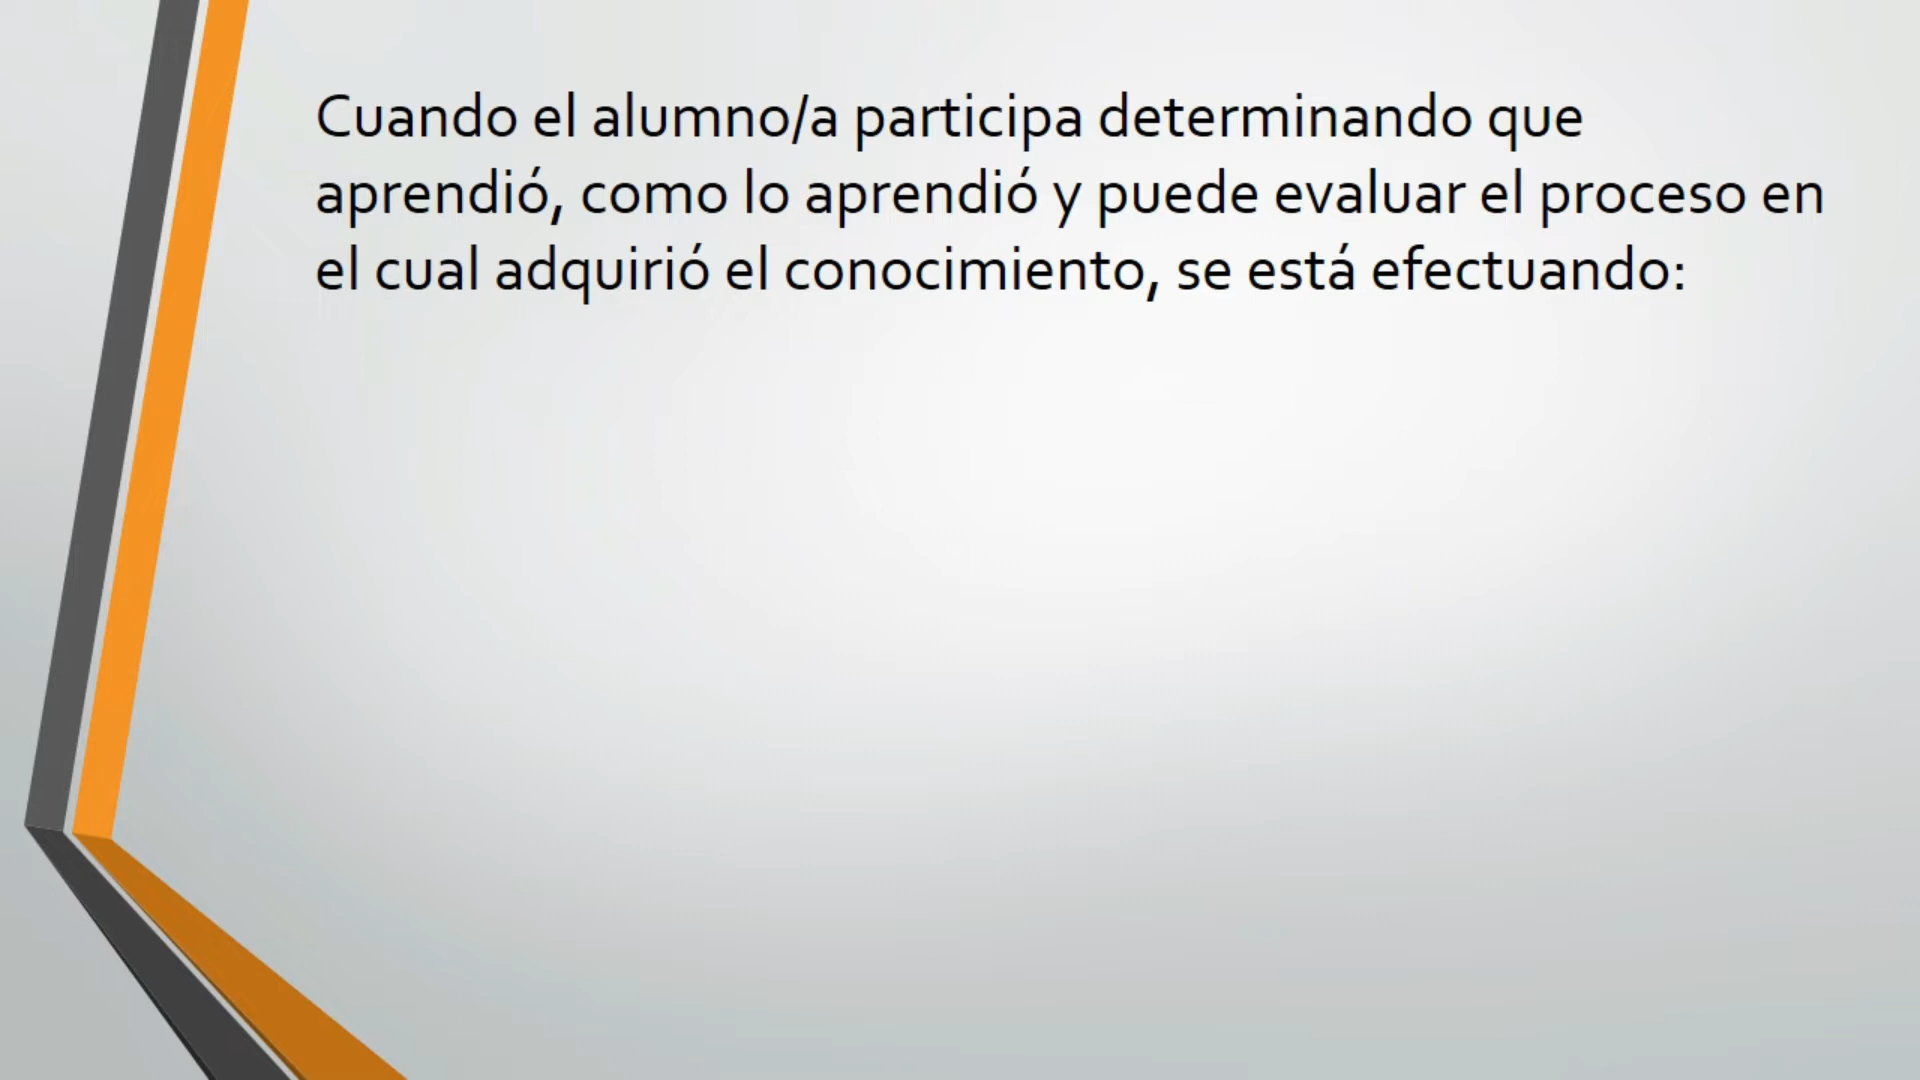 Cuando el alumno/a participa determinando que
aprendió, como lo aprendió y puede evaluar el proceso en
el cual adquirió el conocimiento, se está efectuando: